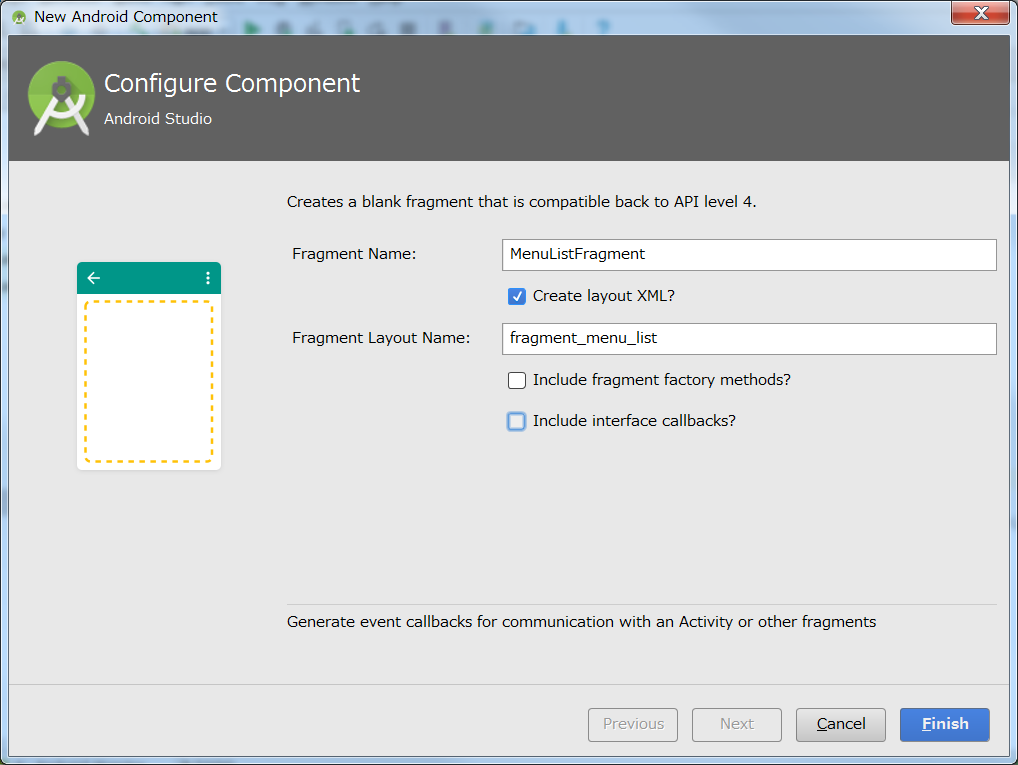 New Android Component
Configure Component
Android Studio
Creates a blank fragment that is compatible back to API level 4.
Fragment Name:
MenuListFragment
Create layout XML?
Fragment Layout Name:
fragment_menu_list
Include fragment factory methods?
Include interface callbacks?
Generate event callbacks for communication with an Activity or other fragments
Previous
Next
Cancel
Finish